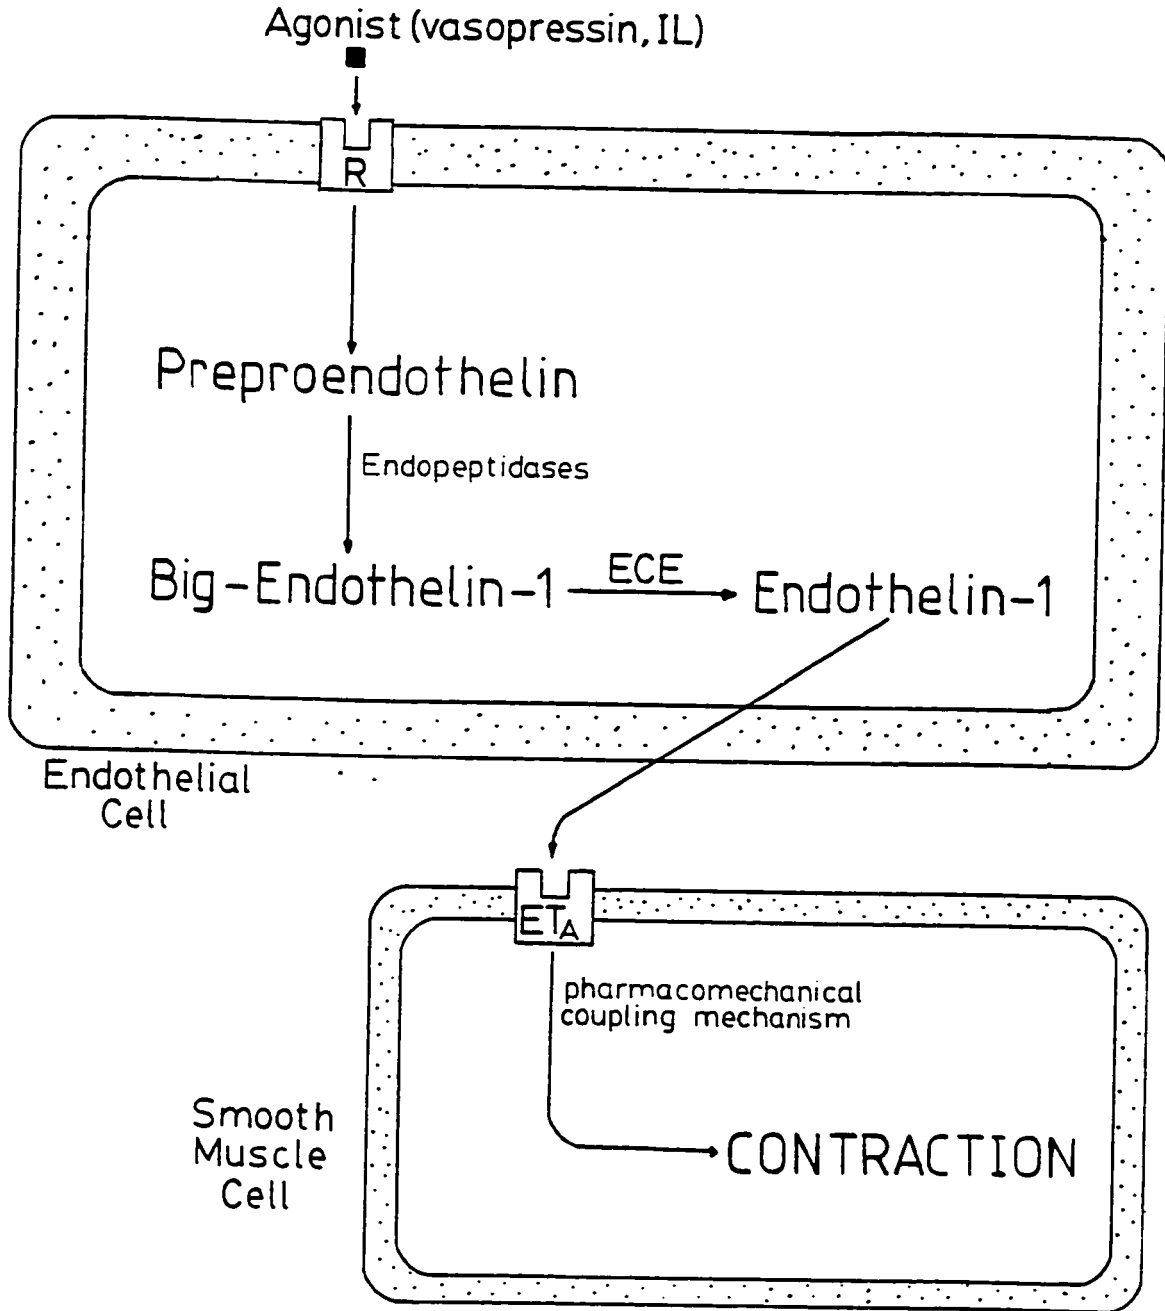 Agonist (vasopressin, IL)
R
Preproendothelin
Endopeptidases
Big-Endothelin-1
ECE
Endothelin-1
Endothelial
Cell
ETA
pharmacomechanical
coupling mechanism
Smooth
Muscle
Cell
CONTRACTION